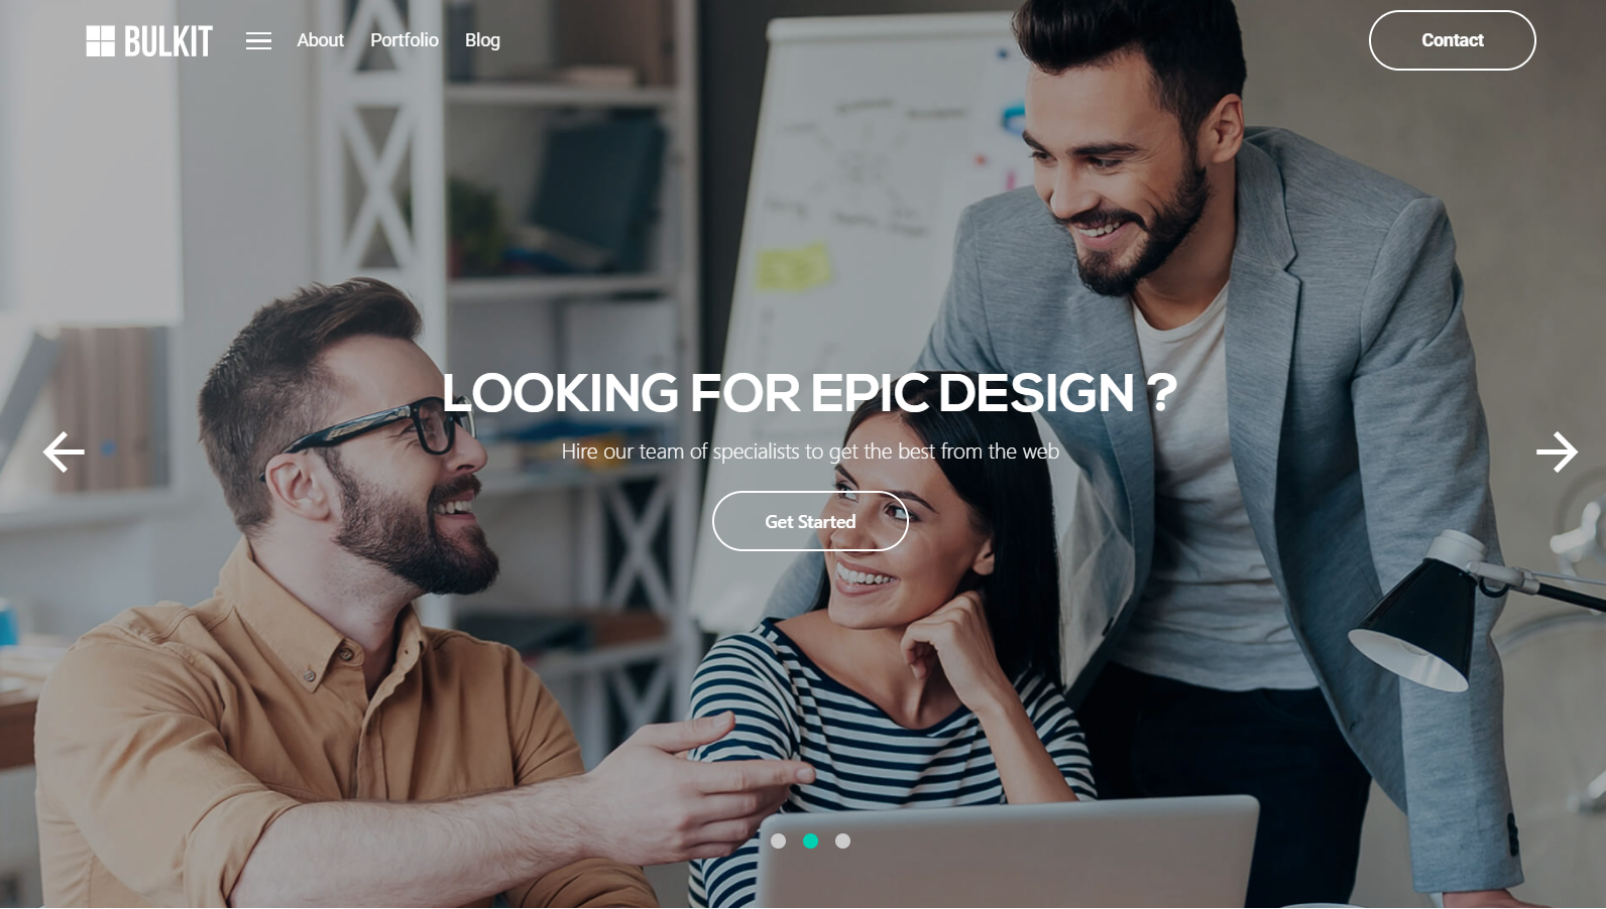 BULKIT
About
Portfolio
Blog
Contact
LOOKING FOR EPIC DESIGN ?
Hire our team of specialists to get the best from the web
Get Started